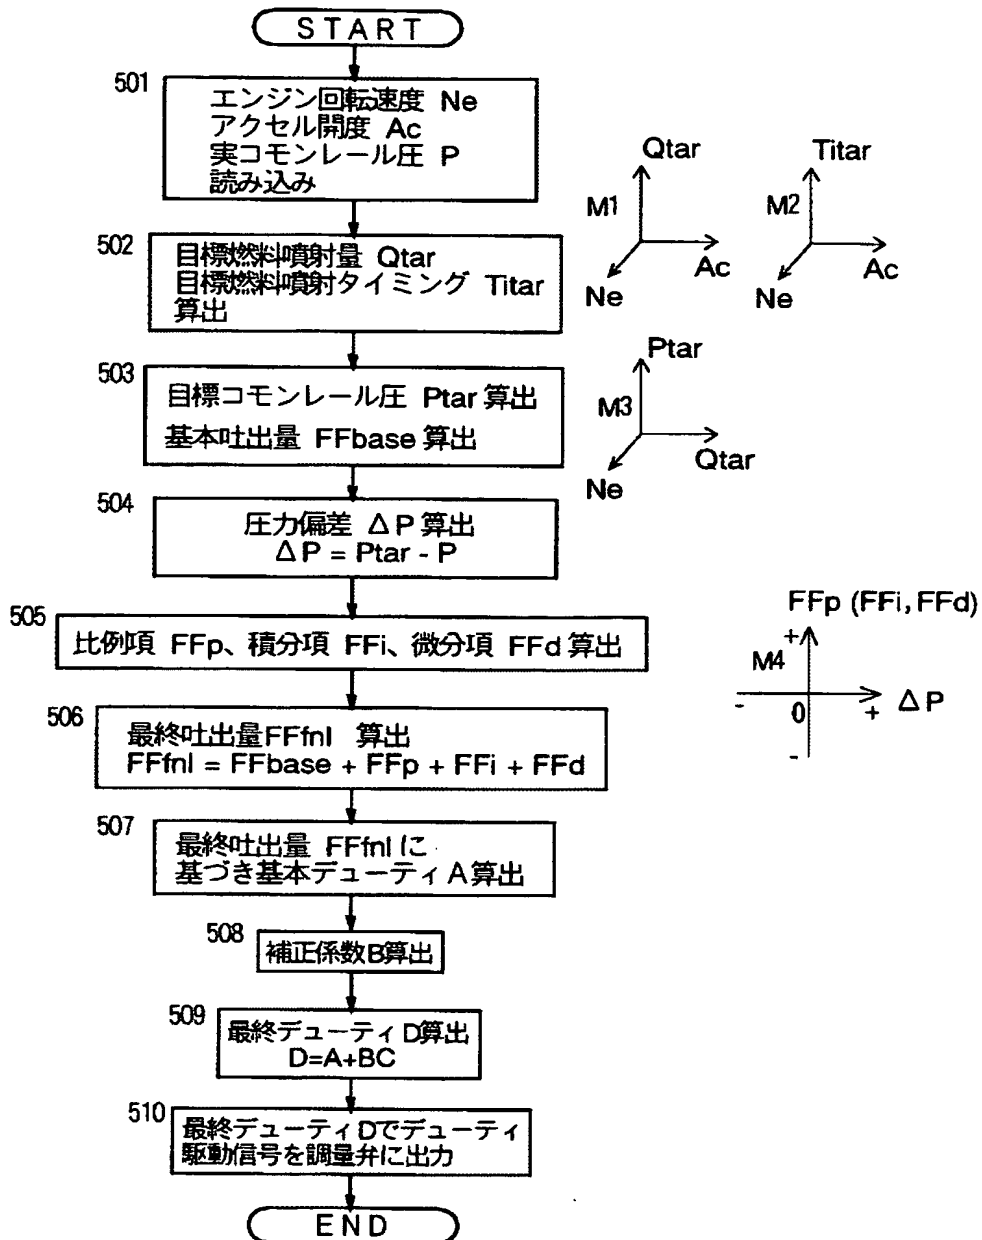 START
501
エンジン回転速度 Ne
アクセル開度 Ac
実コモンレール圧 P
読み込み
502
目標燃料噴射量 Qtar
目標燃料噴射タイミング Titar
算出
Qtar
M1
Ac
Ne
Titar
M2
Ac
Ne
503
目標コモンレール圧 Ptar 算出
基本吐出量 FFbase 算出
Ptar
M3
Qtar
Ne
504
圧力偏差 ΔP 算出
ΔP = Ptar - P
505
比例項 FFp、積分項 FFi、微分項 FFd 算出
FFp (FFi, FFd)
+
M4
- 0 + ΔP
-
506
最終吐出量FFfnl 算出
FFfnl = FFbase + FFp + FFi + FFd
507
最終吐出量 FFfnlに
基づき基本デューティA算出
508
補正係数B算出
509
最終デューティD算出
D=A+BC
510
最終デューティDでデューティ
駆動信号を調量弁に出力
END